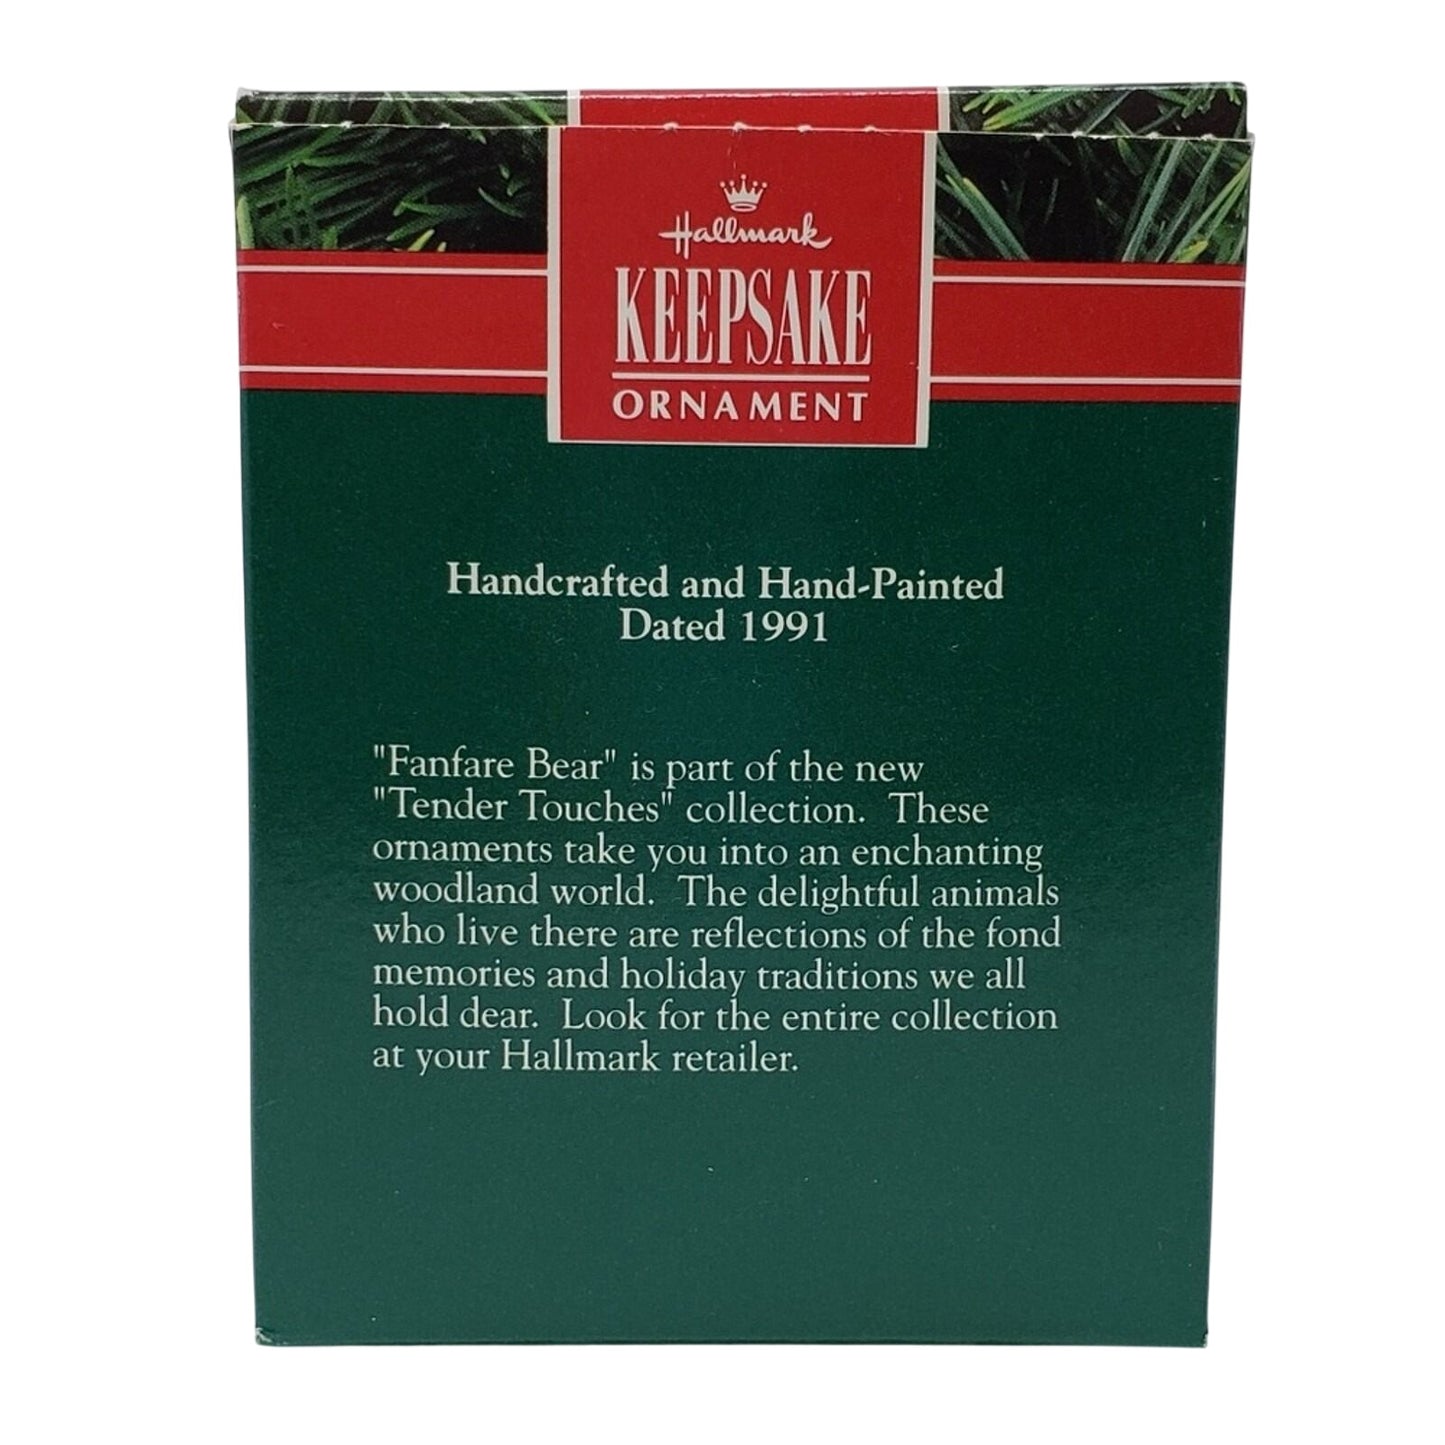 Hallmark
KEEPSAKE
ORNAMENT
Handcrafted and Hand-Painted
Dated 1991
"Fanfare Bear" is part of the new
"Tender Touches" collection.  These
ornaments take you into an enchanting
woodland world.  The delightful animals
who live there are reflections of the fond
memories and holiday traditions we all
hold dear.  Look for the entire collection
at your Hallmark retailer.